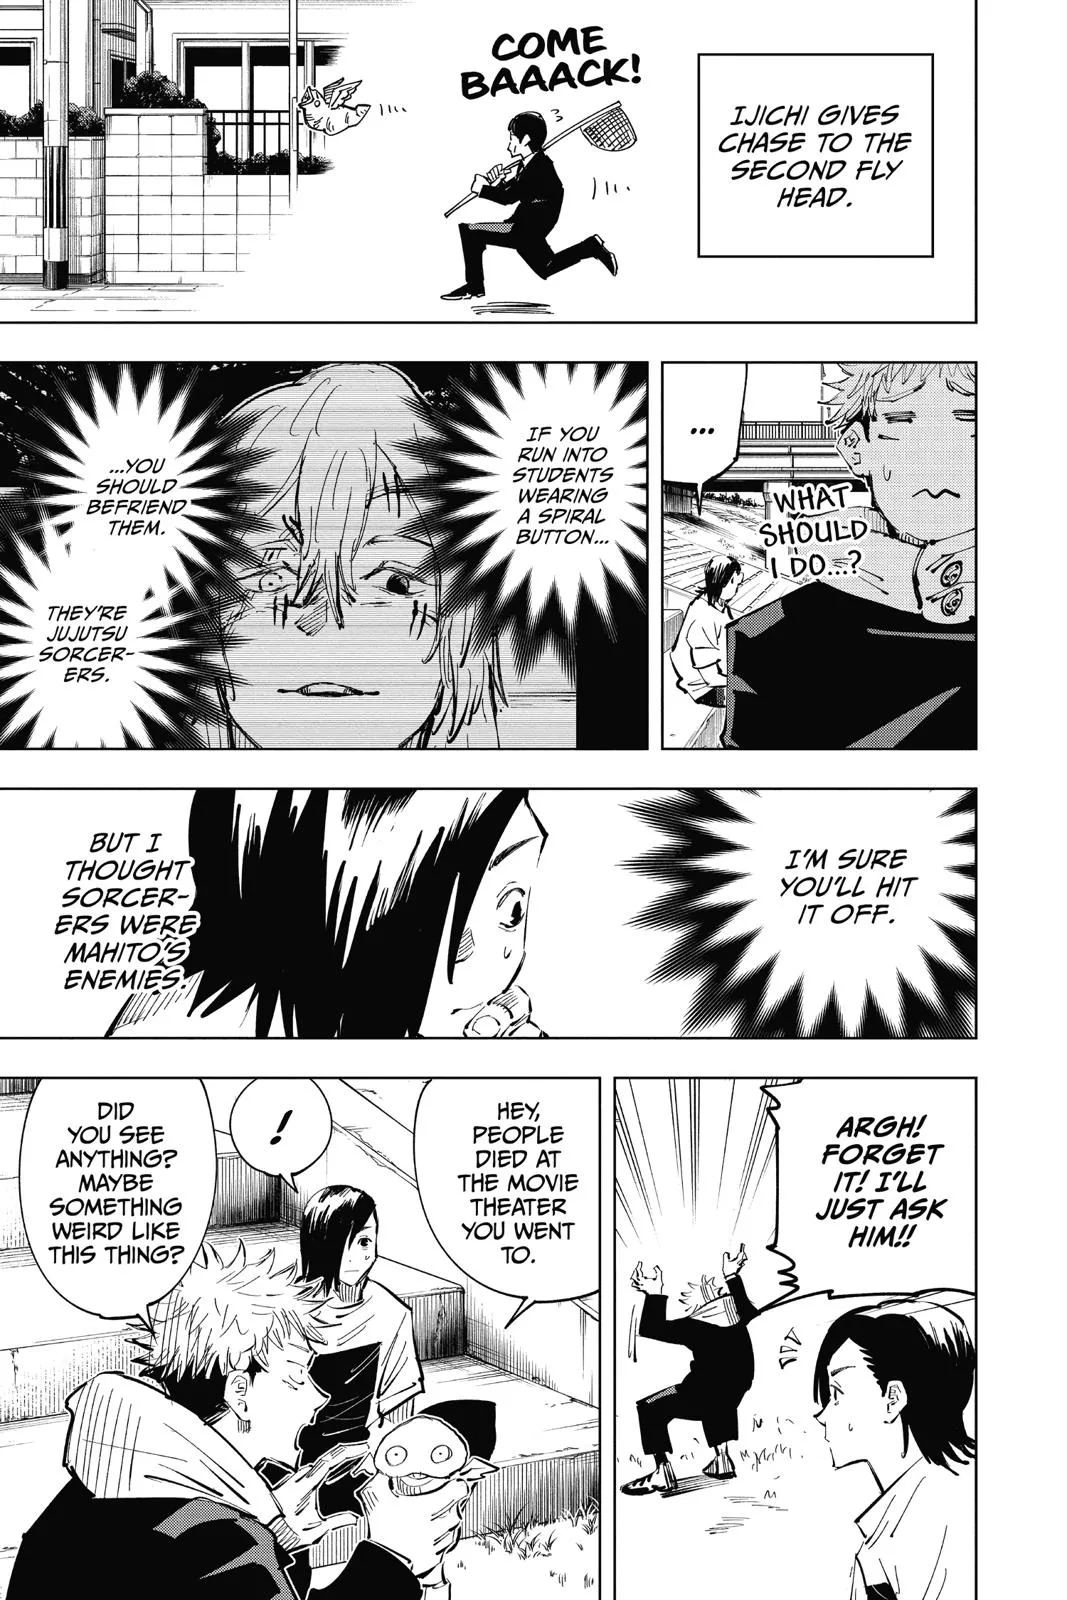 IJICHI GIVES
CHASE TO THE
SECOND FLY
HEAD.
COME
BAAACK!
...
WHAT
SHOULD
I DO...?
IF YOU
RUN INTO
STUDENTS
WEARING
A SPIRAL
BUTTON...
...YOU
SHOULD
BEFRIEND
THEM.
THEY'RE
JUJUTSU
SORCER-
ERS.
I'M SURE
YOU'LL HIT
IT OFF.
BUT I
THOUGHT
SORCER-
ERS WERE
MAHITO'S
ENEMIES.
ARGH!
FORGET
IT! I'LL
JUST ASK
HIM!!
HEY,
PEOPLE
DIED AT
THE MOVIE
THEATER
YOU WENT
TO.
!
DID
YOU SEE
ANYTHING?
MAYBE
SOMETHING
WEIRD LIKE
THIS THING?